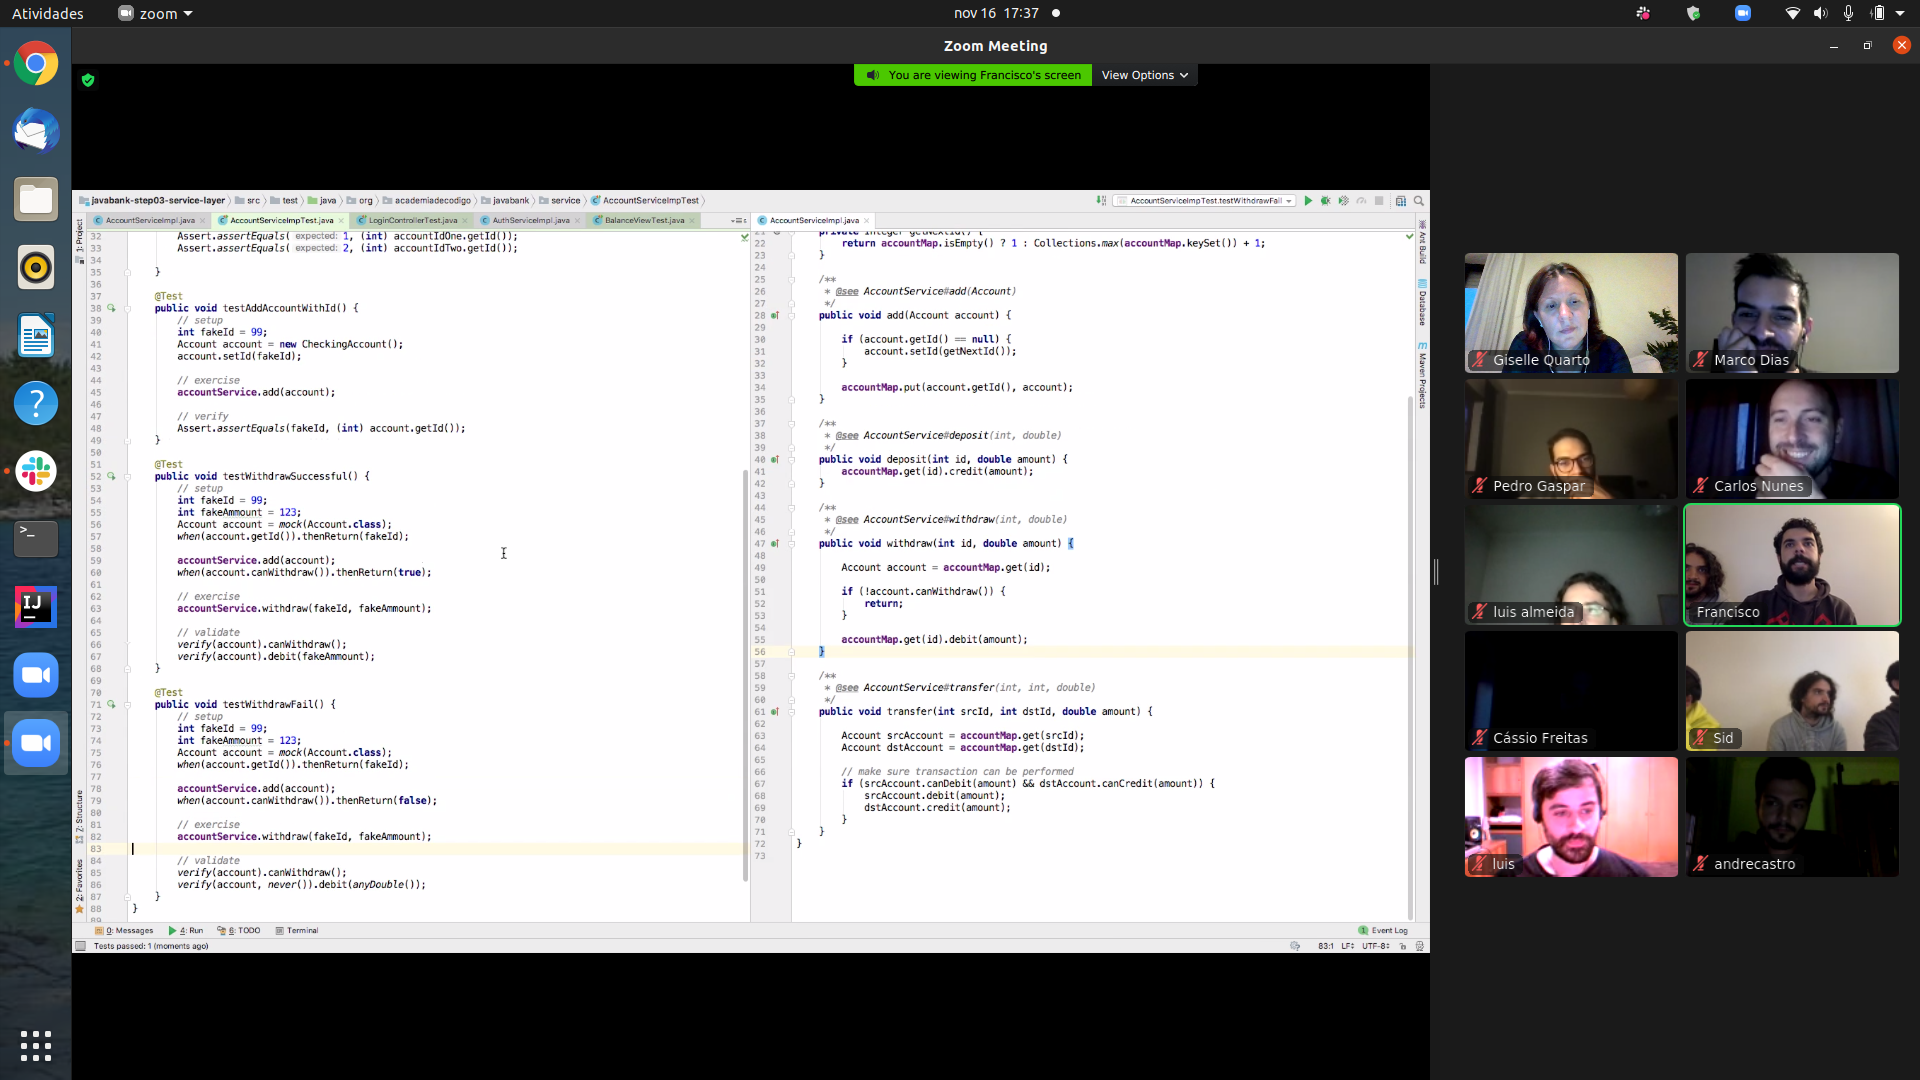 Atividades
zoom
nov 16 17:37
Zoom Meeting
You are viewing Francisco's screen
View Options
javabank-step03-service-layer
src
test
java
org
academiadecodigo
javabank
service
AccountServiceImpTest
AccountServiceImpTest.testWithdrawFail
AccountServiceImpl.java
AccountServiceImpTest.java
LoginControllerTest.java
AuthServiceImpl.java
BalanceViewTest.java
AccountServiceImpl.java
1: Project
7: Structure
2: Favorites
32 Assert.assertEquals( expected: 1, (int) accountIdOne.getId());
33 Assert.assertEquals( expected: 2, (int) accountIdTwo.getId());
34
35 }
36
37 @Test
38 public void testAddAccountWithId() {
39 // setup
40 int fakeId = 99;
41 Account account = new CheckingAccount();
42 account.setId(fakeId);
43
44 // exercise
45 accountService.add(account);
46
47 // verify
48 Assert.assertEquals(fakeId, (int) account.getId());
49 }
50
51 @Test
52 public void testWithdrawSuccessful() {
53 // setup
54 int fakeId = 99;
55 int fakeAmmount = 123;
56 Account account = mock(Account.class);
57 when(account.getId()).thenReturn(fakeId);
58
59 accountService.add(account);
60 when(account.canWithdraw()).thenReturn(true);
61
62 // exercise
63 accountService.withdraw(fakeId, fakeAmmount);
64
65 // validate
66 verify(account).canWithdraw();
67 verify(account).debit(fakeAmmount);
68 }
69
70 @Test
71 public void testWithdrawFail() {
72 // setup
73 int fakeId = 99;
74 int fakeAmmount = 123;
75 Account account = mock(Account.class);
76 when(account.getId()).thenReturn(fakeId);
77
78 accountService.add(account);
79 when(account.canWithdraw()).thenReturn(false);
80
81 // exercise
82 accountService.withdraw(fakeId, fakeAmmount);
83
84 // validate
85 verify(account).canWithdraw();
86 verify(account, never()).debit(anyDouble());
87 }
88 }
89
21 private Integer getNextId() {
22 return accountMap.isEmpty() ? 1 : Collections.max(accountMap.keySet()) + 1;
23 }
24
25 /**
26 * @see AccountService#add(Account)
27 */
28 public void add(Account account) {
29
30 if (account.getId() == null) {
31 account.setId(getNextId());
32 }
33
34 accountMap.put(account.getId(), account);
35 }
36
37 /**
38 * @see AccountService#deposit(int, double)
39 */
40 public void deposit(int id, double amount) {
41 accountMap.get(id).credit(amount);
42 }
43
44 /**
45 * @see AccountService#withdraw(int, double)
46 */
47 public void withdraw(int id, double amount) {
48
49 Account account = accountMap.get(id);
50
51 if (!account.canWithdraw()) {
52 return;
53 }
54
55 accountMap.get(id).debit(amount);
56 }
57
58 /**
59 * @see AccountService#transfer(int, int, double)
60 */
61 public void transfer(int srcId, int dstId, double amount) {
62
63 Account srcAccount = accountMap.get(srcId);
64 Account dstAccount = accountMap.get(dstId);
65
66 // make sure transaction can be performed
67 if (srcAccount.canDebit(amount) && dstAccount.canCredit(amount)) {
68 srcAccount.debit(amount);
69 dstAccount.credit(amount);
70 }
71 }
72 }
73
Ant Build
Database
Maven Projects
0: Messages
4: Run
6: TODO
Terminal
1 Event Log
Tests passed: 1 (moments ago)
83:1 LF UTF-8
Giselle Quarto
Marco Dias
Pedro Gaspar
Carlos Nunes
luis almeida
Francisco
Cássio Freitas
Sid
luis
andrecastro